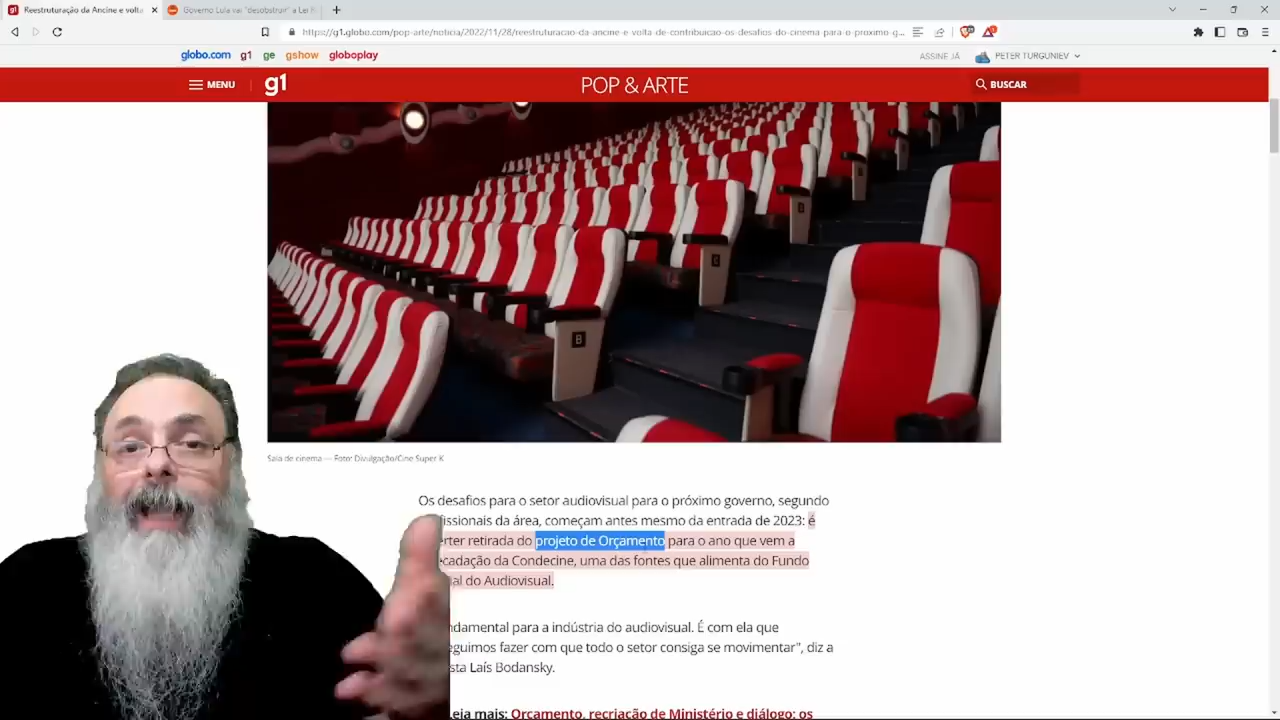 Reestruturação da Ancine e volta
Governo Lula vai "desobstruir" a Lei R
https://g1.globo.com/pop-arte/noticia/2022/11/28/reestruturacao-da-ancine-e-volta-de-contribuicao-os-desafios-do-cinema-para-o-proximo-g...
globo.com g1 ge gshow globoplay
ASSINE JÁ PETER TURGUNIEV
MENU g1 POP & ARTE BUSCAR
B
C
B
Sala de cinema — Foto: Divulgação/Cine Super K
Os desafios para o setor audiovisual para o próximo governo, segundo
fissionais da área, começam antes mesmo da entrada de 2023: é
erter retirada do projeto de Orçamento para o ano que vem a
ecadação da Condecine, uma das fontes que alimenta do Fundo
ial do Audiovisual.
ndamental para a indústria do audiovisual. É com ela que
eguimos fazer com que todo o setor consiga se movimentar", diz a
sta Laís Bodansky.
Leia mais: Orçamento, recriação de Ministério e diálogo: os